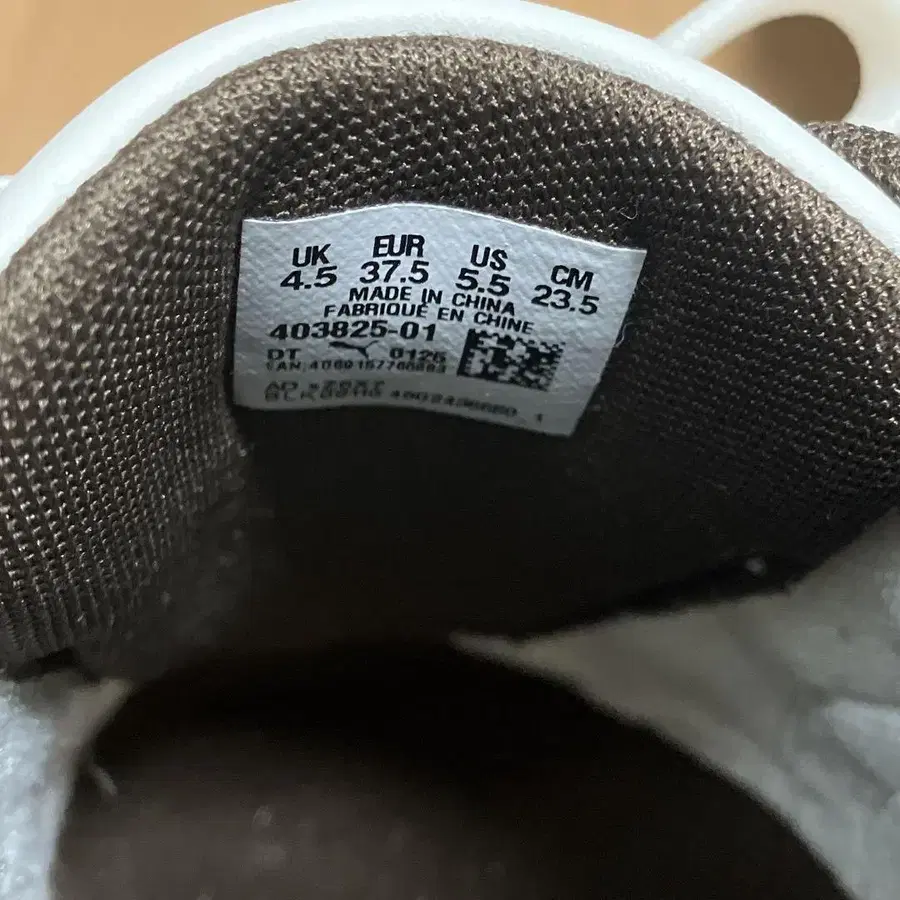 UK EUR US CM
4.5 37.5 5.5 23.5
MADE IN CHINA
FABRIQUÉ EN CHINE
403825-01
DT 0125